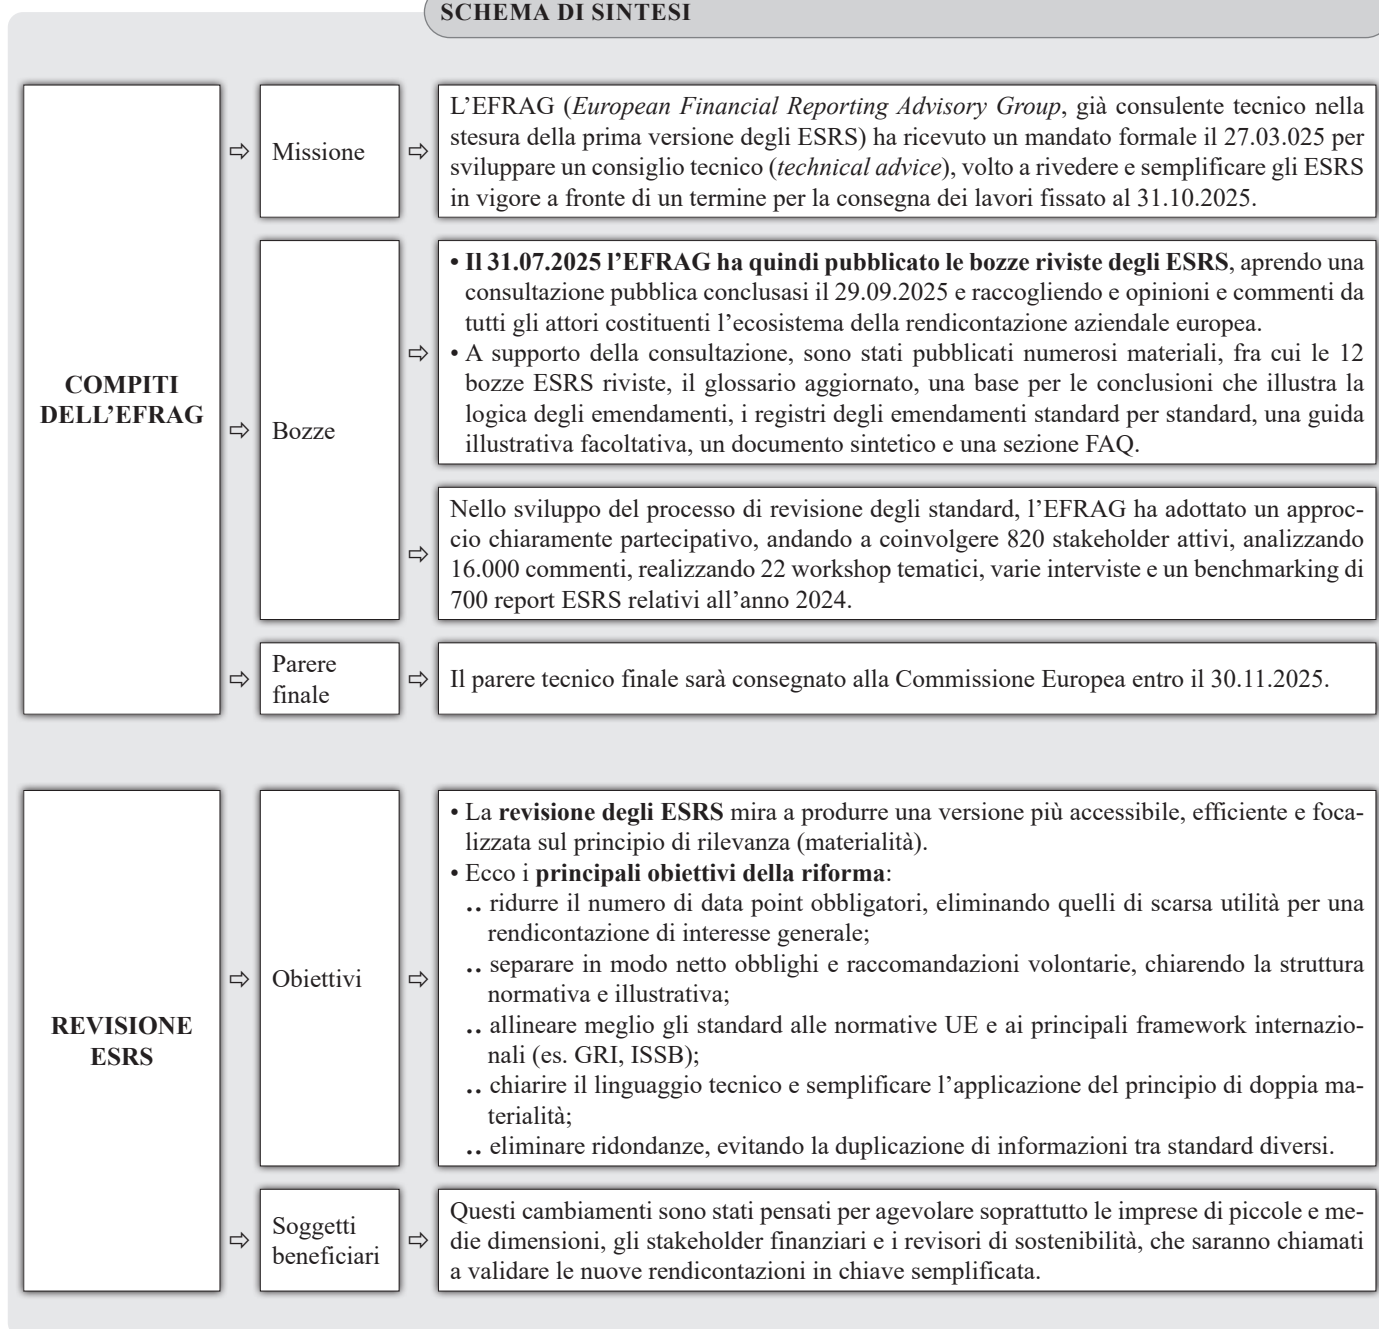 SCHEMA DI SINTESI
COMPITI
DELL’EFRAG
⇨ Missione ⇨
L’EFRAG (European Financial Reporting Advisory Group, già consulente tecnico nella
stesura della prima versione degli ESRS) ha ricevuto un mandato formale il 27.03.025 per
sviluppare un consiglio tecnico (technical advice), volto a rivedere e semplificare gli ESRS
in vigore a fronte di un termine per la consegna dei lavori fissato al 31.10.2025.
⇨ Bozze ⇨
• Il 31.07.2025 l’EFRAG ha quindi pubblicato le bozze riviste degli ESRS, aprendo una
consultazione pubblica conclusasi il 29.09.2025 e raccogliendo e opinioni e commenti da
tutti gli attori costituenti l’ecosistema della rendicontazione aziendale europea.
• A supporto della consultazione, sono stati pubblicati numerosi materiali, fra cui le 12
bozze ESRS riviste, il glossario aggiornato, una base per le conclusioni che illustra la
logica degli emendamenti, i registri degli emendamenti standard per standard, una guida
illustrativa facoltativa, un documento sintetico e una sezione FAQ.
⇨
Nello sviluppo del processo di revisione degli standard, l’EFRAG ha adottato un approc-
cio chiaramente partecipativo, andando a coinvolgere 820 stakeholder attivi, analizzando
16.000 commenti, realizzando 22 workshop tematici, varie interviste e un benchmarking di
700 report ESRS relativi all’anno 2024.
⇨ Parere
finale ⇨
Il parere tecnico finale sarà consegnato alla Commissione Europea entro il 30.11.2025.
REVISIONE
ESRS
⇨ Obiettivi ⇨
• La revisione degli ESRS mira a produrre una versione più accessibile, efficiente e foca-
lizzata sul principio di rilevanza (materialità).
• Ecco i principali obiettivi della riforma:
.. ridurre il numero di data point obbligatori, eliminando quelli di scarsa utilità per una
rendicontazione di interesse generale;
.. separare in modo netto obblighi e raccomandazioni volontarie, chiarendo la struttura
normativa e illustrativa;
.. allineare meglio gli standard alle normative UE e ai principali framework internazio-
nali (es. GRI, ISSB);
.. chiarire il linguaggio tecnico e semplificare l’applicazione del principio di doppia ma-
terialità;
.. eliminare ridondanze, evitando la duplicazione di informazioni tra standard diversi.
⇨ Soggetti
beneficiari ⇨
Questi cambiamenti sono stati pensati per agevolare soprattutto le imprese di piccole e me-
die dimensioni, gli stakeholder finanziari e i revisori di sostenibilità, che saranno chiamati
a validare le nuove rendicontazioni in chiave semplificata.